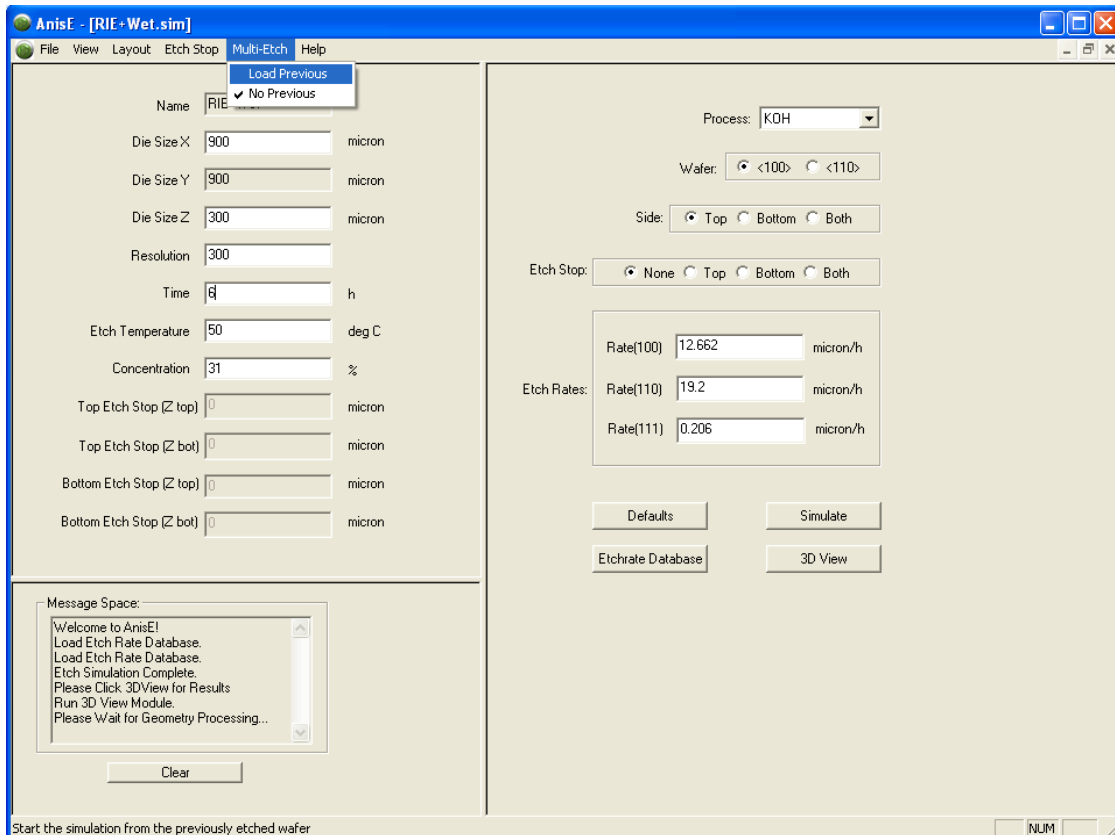 AnisE - [RIE+Wet.sim]
File View Layout Etch Stop Multi-Etch Help
Load Previous
No Previous
Name
Die Size X 900 micron
Die Size Y 900 micron
Die Size Z 300 micron
Resolution 300
Time 6 h
Etch Temperature 50 deg C
Concentration 31 %
Top Etch Stop (Z top) 0 micron
Top Etch Stop (Z bot) 0 micron
Bottom Etch Stop (Z top) 0 micron
Bottom Etch Stop (Z bot) 0 micron
Process: KOH
Wafer: <100> <110>
Side: Top Bottom Both
Etch Stop: None Top Bottom Both
Etch Rates:
Rate(100) 12.662 micron/h
Rate(110) 19.2 micron/h
Rate(111) 0.206 micron/h
Defaults Simulate
Etchrate Database 3D View
Message Space:
Welcome to AnisE!
Load Etch Rate Database.
Load Etch Rate Database.
Etch Simulation Complete.
Please Click 3DView for Results
Run 3D View Module.
Please Wait for Geometry Processing...
Clear
Start the simulation from the previously etched wafer NUM